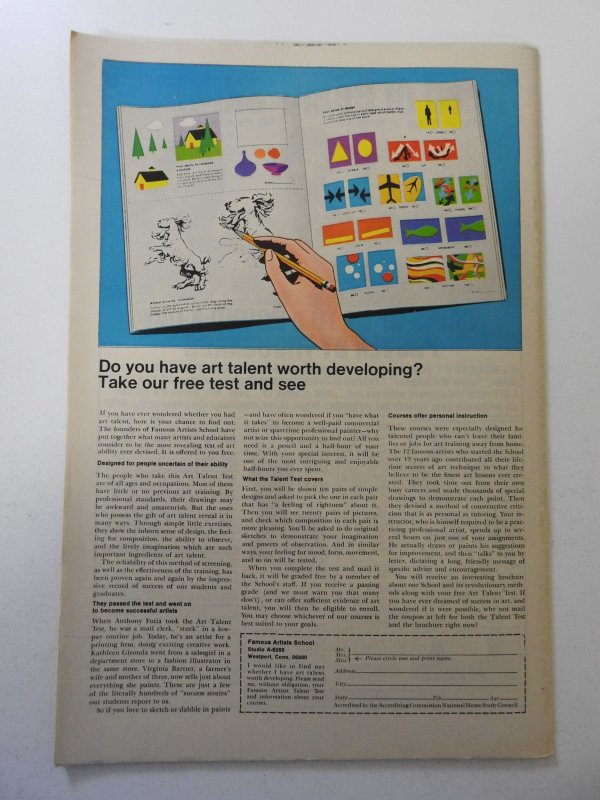 Do you have art talent worth developing?
Take our free test and see
If you have ever wondered whether you had
art talent, here is your chance to find out.
The founders of Famous Artists School have
put together what many artists and educators
consider to be the most revealing test of art
ability ever devised. It is offered to you free.
Designed for people uncertain of their ability
The people who take this Art Talent Test
are of all ages and occupations. Most of them
have little or no previous art training. By
professional standards, their drawings may
be awkward and amateurish. But the ones
who possess the gift of art talent reveal it in
many ways. Through simple little exercises,
they show the inborn sense of design, the feel-
ing for composition, the ability to observe,
and the lively imagination which are such
important ingredients of art talent.
The reliability of this method of screening,
as well as the effectiveness of the training, has
been proven again and again by the impres-
sive record of success of our students and
graduates.
They passed the test and went on
to become successful artists
When Anthony Fotia took the Art Talent
Test, he was a mail clerk, "stuck" in a low-
pay routine job. Today, he's an artist for a
printing firm, doing exciting creative work.
Kathleen Gironda went from a salesgirl in a
department store to a fashion illustrator in
the same store. Virginia Bartter, a farmer's
wife and mother of three, now sells just about
everything she paints. These are just a few
of the literally hundreds of "success stories"
our students report to us.
So if you love to sketch or dabble in paints
—and have often wondered if you "have what
it takes" to become a well-paid commercial
artist or sparetime professional painter—why
not seize this opportunity to find out? All you
need is a pencil and a half-hour of your
time. With your special interest, it will be
one of the most intriguing and enjoyable
half-hours you ever spent.
What the Talent Test covers
First, you will be shown ten pairs of simple
designs and asked to pick the one in each pair
that has "a feeling of rightness" about it.
Then you will see twenty pairs of pictures,
and check which composition in each pair is
more pleasing. You'll be asked to do original
sketches to demonstrate your imagination
and powers of observation. And in similar
ways, your feeling for mood, form, movement,
and so on will be tested.
When you complete the test and mail it
back, it will be graded free by a member of
the School's staff. If you receive a passing
grade (and we must warn you that many
don't) , or can offer sufficient evidence of art
talent, you will then be eligible to enroll.
You may choose whichever of our courses is
best suited to your goals.
Courses offer personal instruction
These courses were especially designed for
talented people who can't leave their fami-
lies or jobs for art training away from home.
The 12 famous artists who started the School
over 19 years ago contributed all their life-
time secrets of art technique to what they
believe to be the finest art lessons ever cre-
ated. They took time out from their own
busy careers and made thousands of special
drawings to demonstrate each point. Then
they devised a method of constructive criti-
cism that is as personal as tutoring. Your in-
structor, who is himself required to be a prac-
ticing professional artist, spends up to sev-
eral hours on just one of your assignments.
He actually draws or paints his suggestions
for improvement, and then "talks" to you by
letter, dictating a long, friendly message of
specific advice and encouragement.
You will receive an interesting brochure
about our School and its revolutionary meth-
ods along with your free Art Talent Test. If
you have ever dreamed of success in art, and
wondered if it were possible, why not mail
the coupon at left for both the Talent Test
and the brochure right now?
Famous Artists School
Studio A-6260
Westport, Conn. 06880
I would like to find out
whether I have art talent
worth developing. Please send
me, without obligation, your
Famous Artists Talent Test
and information about your
courses.
Mr.
Mrs.
Miss
Please circle one and print name
Address
City
State Zip Age
Accredited by the Accrediting Commission National Home Study Council